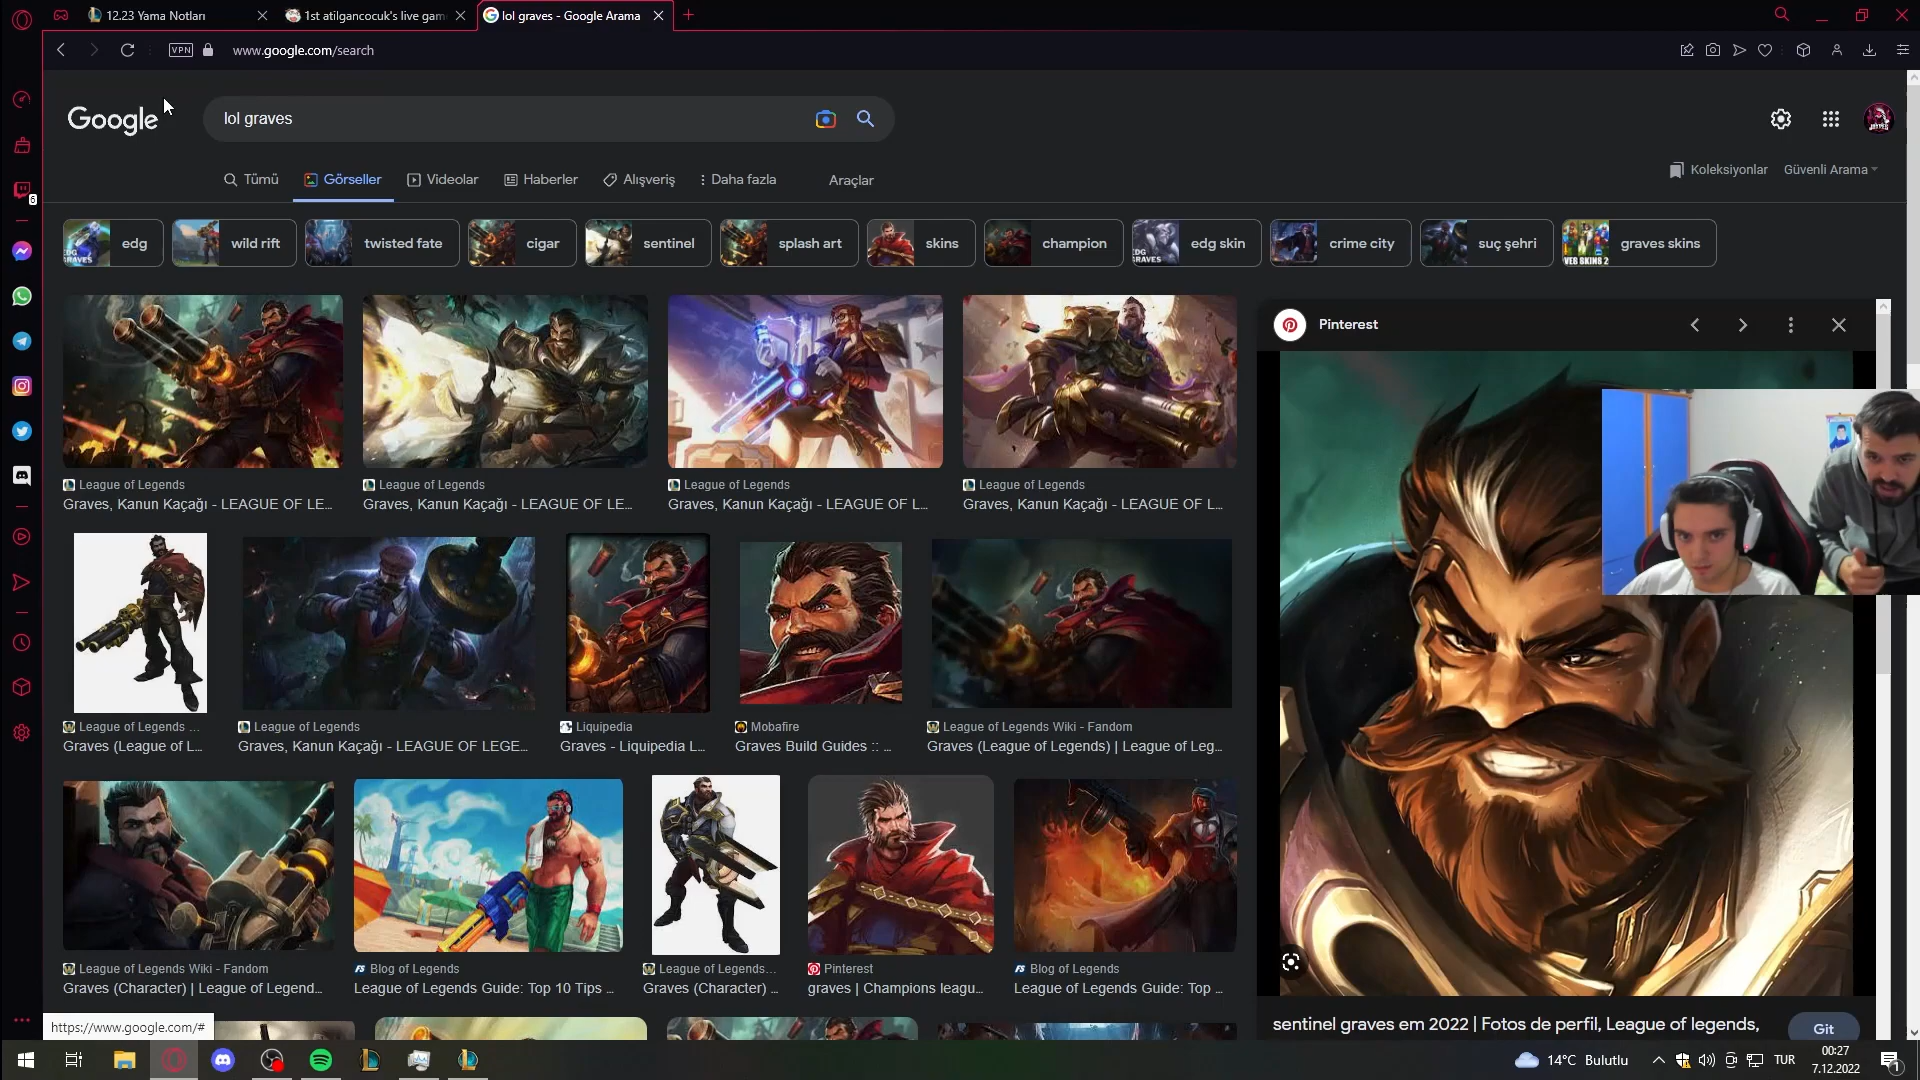 12.23 Yama Notları
1st atilgancocuk's live gam
lol graves - Google Arama
VPN
www.google.com/search
Google
lol graves
Tümü
Görseller
Videolar
Haberler
Alışveriş
Daha fazla
Araçlar
Koleksiyonlar
Güvenli Arama
6
edg
wild rift
twisted fate
cigar
sentinel
splash art
skins
champion
edg skin
crime city
suç şehri
graves skins
Pinterest
League of Legends
Graves, Kanun Kaçağı - LEAGUE OF LE...
League of Legends
Graves, Kanun Kaçağı - LEAGUE OF LE...
League of Legends
Graves, Kanun Kaçağı - LEAGUE OF L...
League of Legends
Graves, Kanun Kaçağı - LEAGUE OF L...
League of Legends ...
Graves (League of L...
League of Legends
Graves, Kanun Kaçağı - LEAGUE OF LEGE...
Liquipedia
Graves - Liquipedia L...
Mobafire
Graves Build Guides :: ...
League of Legends Wiki - Fandom
Graves (League of Legends) | League of Leg...
League of Legends Wiki - Fandom
Graves (Character) | League of Legend...
Blog of Legends
League of Legends Guide: Top 10 Tips ...
League of Legends...
Graves (Character) ...
Pinterest
graves | Champions leagu...
Blog of Legends
League of Legends Guide: Top ...
sentinel graves em 2022 | Fotos de perfil, League of legends,
Git
https://www.google.com/#
14°C Bulutlu
TUR
00:27
7.12.2022
1